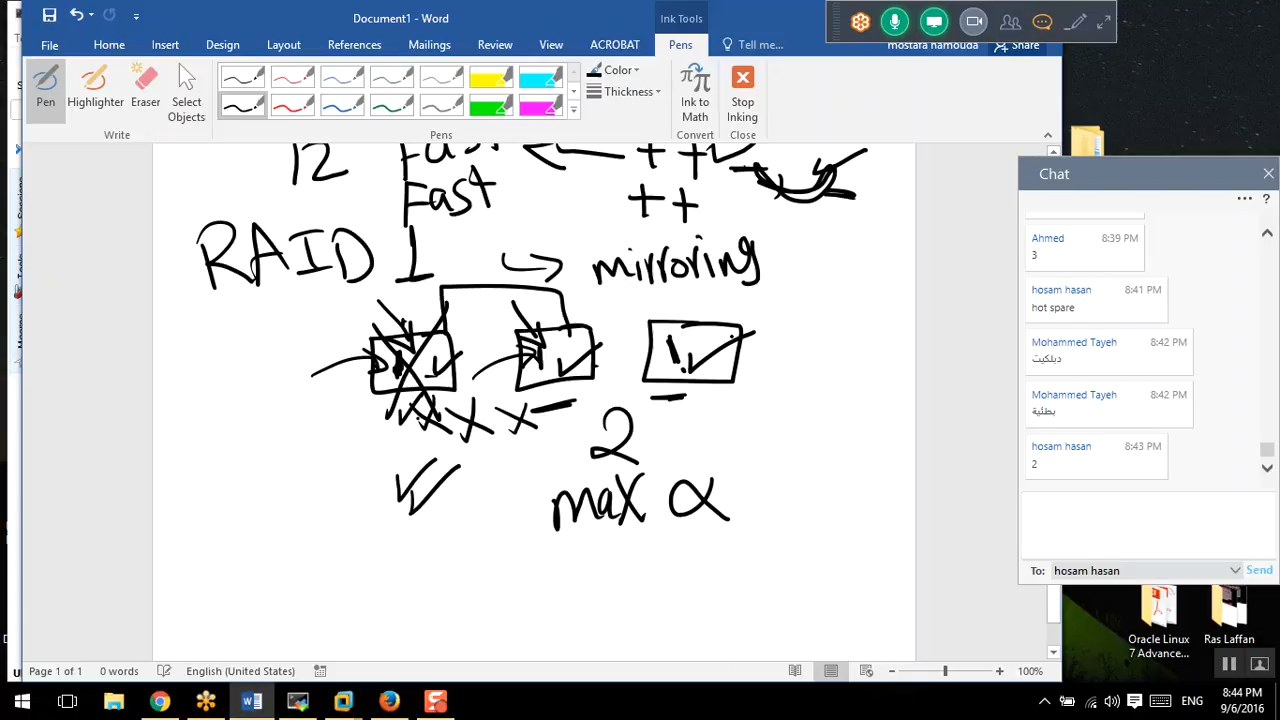 Document1 - Word
Ink Tools
File
Home
Insert
Design
Layout
References
Mailings
Review
View
ACROBAT
Pens
Tell me...
mostafa hamouda
Share
Pen
Highlighter
Eraser
Select Objects
Color
Thickness
Ink to Math
Stop Inking
Write
Pens
Convert
Close
12 Fast ++
Fast ++
RAID 1 mirroring
2
max α
Chat
Ahmed 8:39 PM
3
hosam hasan 8:41 PM
hot spare
Mohammed Tayeh 8:42 PM
دبلكيت
Mohammed Tayeh 8:42 PM
بطئية
hosam hasan 8:43 PM
2
To: hosam hasan Send
Oracle Linux 7 Advance...
Ras Laffan
Page 1 of 1 0 words English (United States) 100%
ENG
8:44 PM
9/6/2016